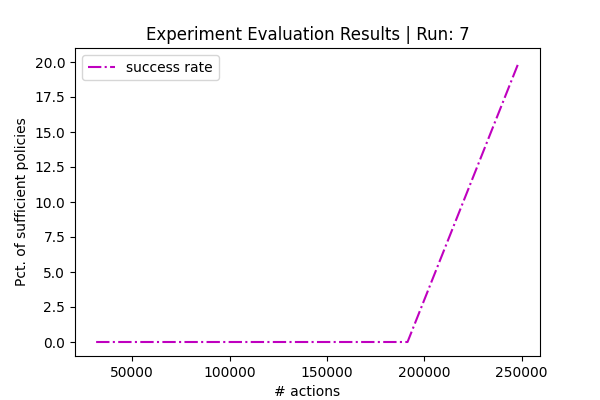 Experiment Evaluation Results | Run: 7
success rate
Pct. of sufficient policies
20.0
17.5
15.0
12.5
10.0
7.5
5.0
2.5
0.0
50000 100000 150000 200000 250000
# actions